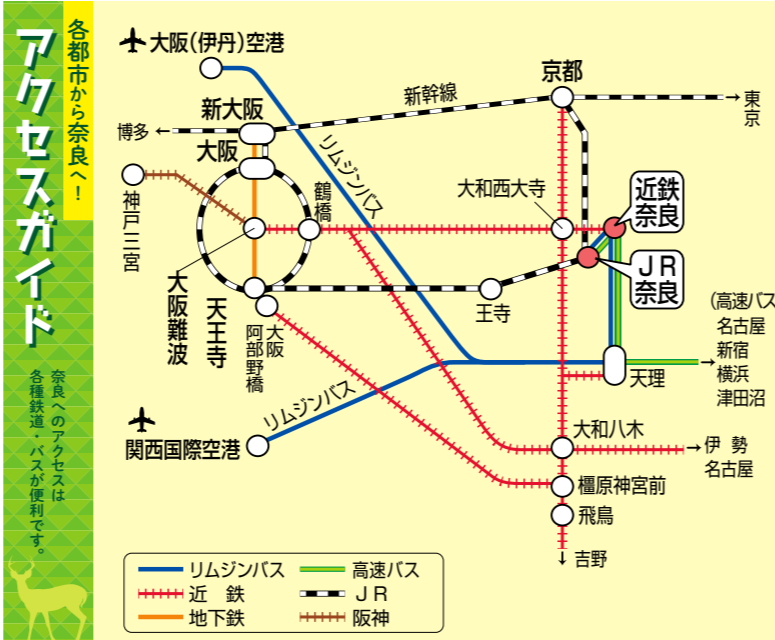 各都市から奈良へ!
アクセスガイド
奈良へのアクセスは
各種鉄道・バスが便利です。
大阪(伊丹)空港
京都
新幹線
→東京
新大阪
博多←
大阪
リムジンバス
神戸三宮
鶴橋
大和西大寺
近鉄
奈良
JR
奈良
大阪難波
天王寺
大阪
阿部野橋
王寺
(高速バス
名古屋
新宿
横浜
津田沼
天理
リムジンバス
関西国際空港
大和八木
→伊勢
名古屋
橿原神宮前
飛鳥
↓吉野
リムジンバス
高速バス
近鉄
JR
地下鉄
阪神